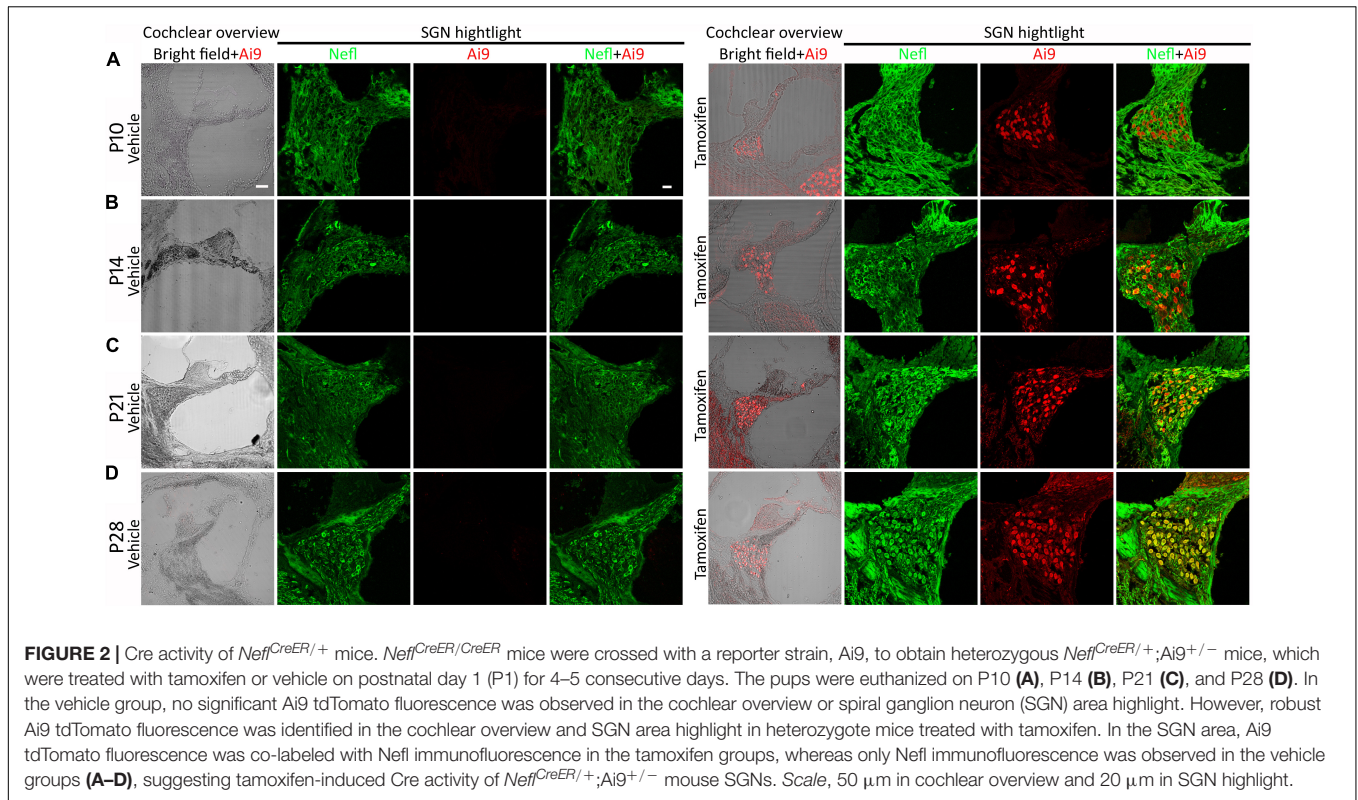 Cochlear overview SGN hightlight Cochlear overview SGN hightlight
Bright field+Ai9 Nefl Ai9 Nefl+Ai9 Bright field+Ai9 Nefl Ai9 Nefl+Ai9
A
P10
Vehicle
Tamoxifen
B
P14
Vehicle
Tamoxifen
C
P21
Vehicle
Tamoxifen
D
P28
Vehicle
Tamoxifen
FIGURE 2 | Cre activity of Nefl^CreER/+ mice. Nefl^CreER/CreER mice were crossed with a reporter strain, Ai9, to obtain heterozygous Nefl^CreER/+;Ai9^+/− mice, which
were treated with tamoxifen or vehicle on postnatal day 1 (P1) for 4–5 consecutive days. The pups were euthanized on P10 (A), P14 (B), P21 (C), and P28 (D). In
the vehicle group, no significant Ai9 tdTomato fluorescence was observed in the cochlear overview or spiral ganglion neuron (SGN) area highlight. However, robust
Ai9 tdTomato fluorescence was identified in the cochlear overview and SGN area highlight in heterozygote mice treated with tamoxifen. In the SGN area, Ai9
tdTomato fluorescence was co-labeled with Nefl immunofluorescence in the tamoxifen groups, whereas only Nefl immunofluorescence was observed in the vehicle
groups (A–D), suggesting tamoxifen-induced Cre activity of Nefl^CreER/+;Ai9^+/− mouse SGNs. Scale, 50 μm in cochlear overview and 20 μm in SGN highlight.